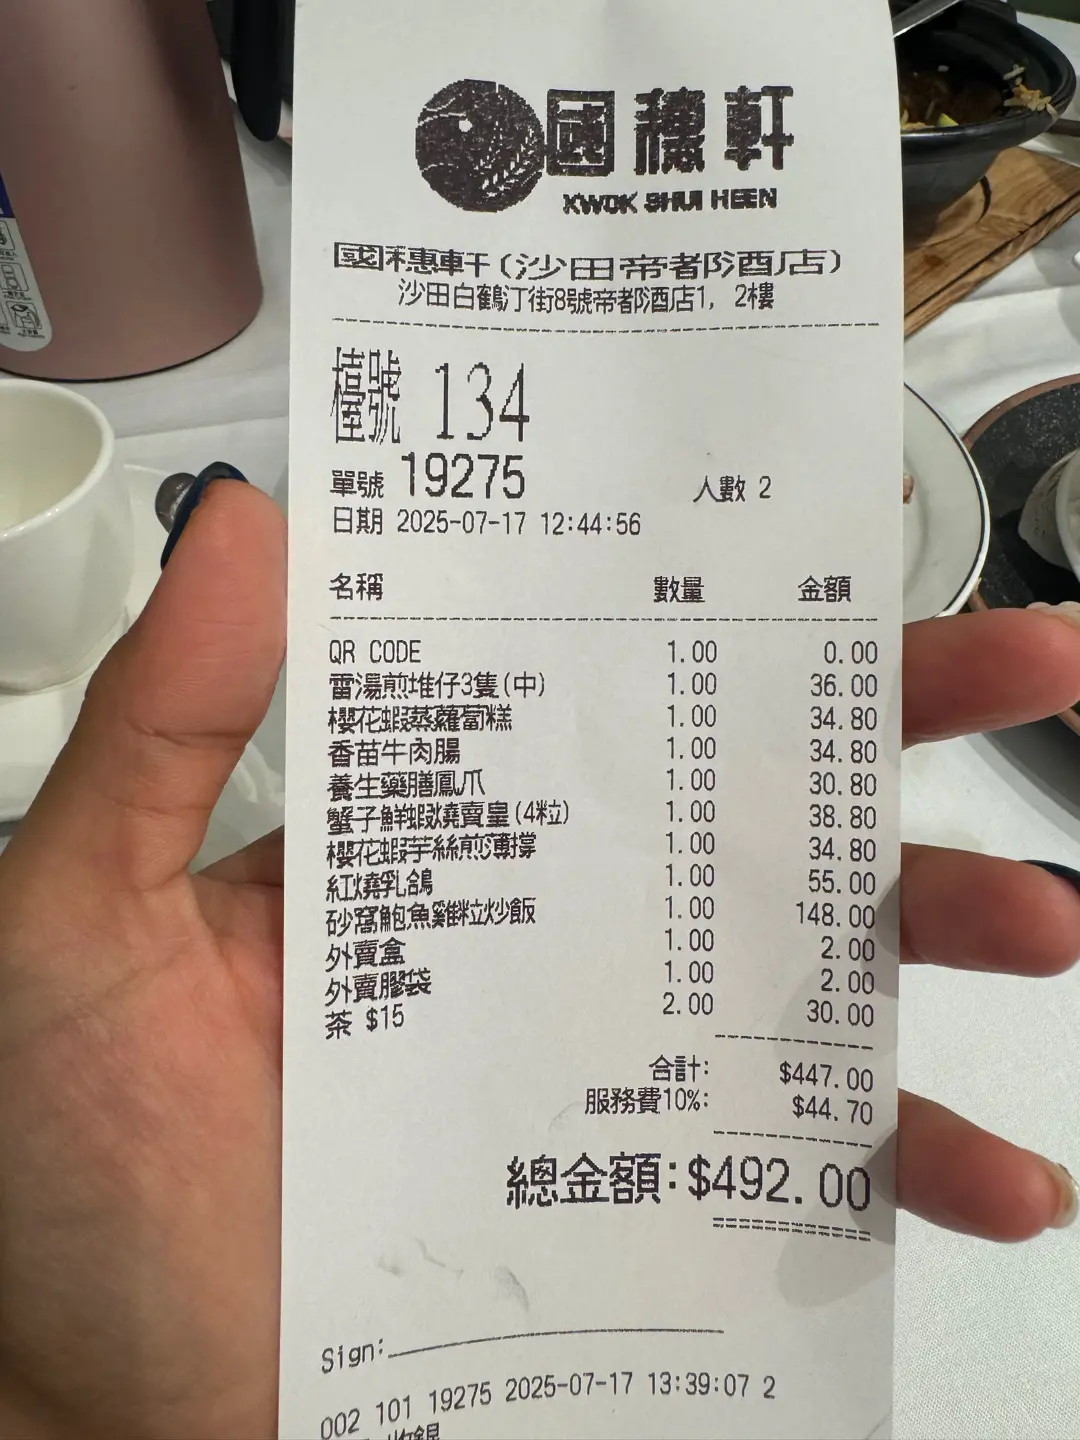 國穗軒
KWOK SHUI HEEN
國穗軒(沙田帝都酒店)
沙田白鶴汀街8號帝都酒店1, 2樓
檯號 134
單號 19275 人數 2
日期 2025-07-17 12:44:56
名稱 數量 金額
QR CODE 1.00 0.00
雷湯煎堆仔3隻(中) 1.00 36.00
櫻花蝦蒸蘿蔔糕 1.00 34.80
香茜牛肉腸 1.00 34.80
養生藥膳鳳爪 1.00 30.80
蟹子鮮蝦燒賣皇(4粒) 1.00 38.80
櫻花蝦芋絲煎薄撐 1.00 34.80
紅燒乳鴿 1.00 55.00
砂窩鮑魚雞粒炒飯 1.00 148.00
外賣盒 1.00 2.00
外賣膠袋 1.00 2.00
茶 $15 2.00 30.00
合計: $447.00
服務費10%: $44.70
總金額: $492.00
Sign:
002 101 19275 2025-07-17 13:39:07 2
收銀